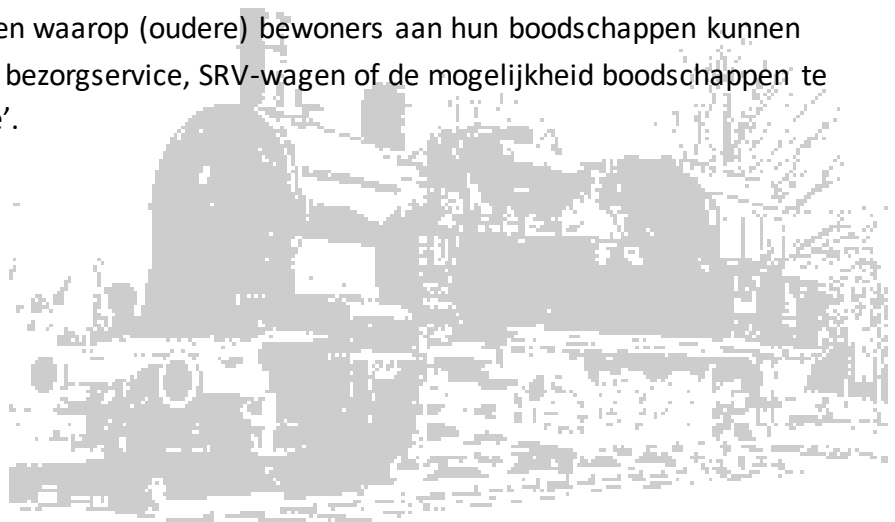 en waarop (oudere) bewoners aan hun boodschappen kunnen
bezorgservice, SRV-wagen of de mogelijkheid boodschappen te
e’.